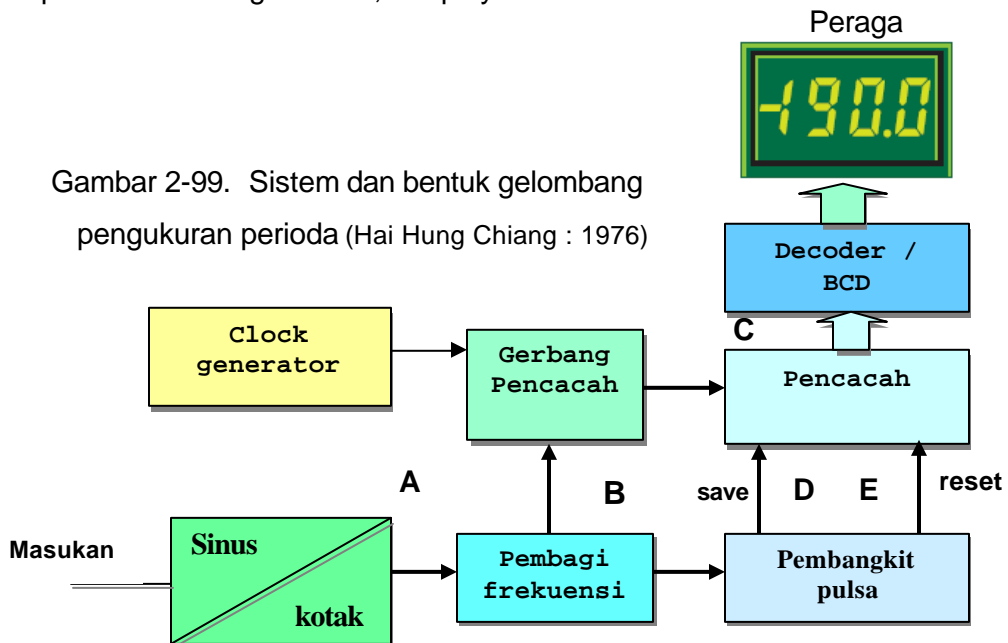 Peraga
-190.0
Gambar 2-99. Sistem dan bentuk gelombang
pengukuran perioda (Hai Hung Chiang : 1976)
Decoder /
BCD
C
Clock
generator
Gerbang
Pencacah
Pencacah
A
B
save
D
E
reset
Masukan
Sinus
kotak
Pembagi
frekuensi
Pembangkit
pulsa